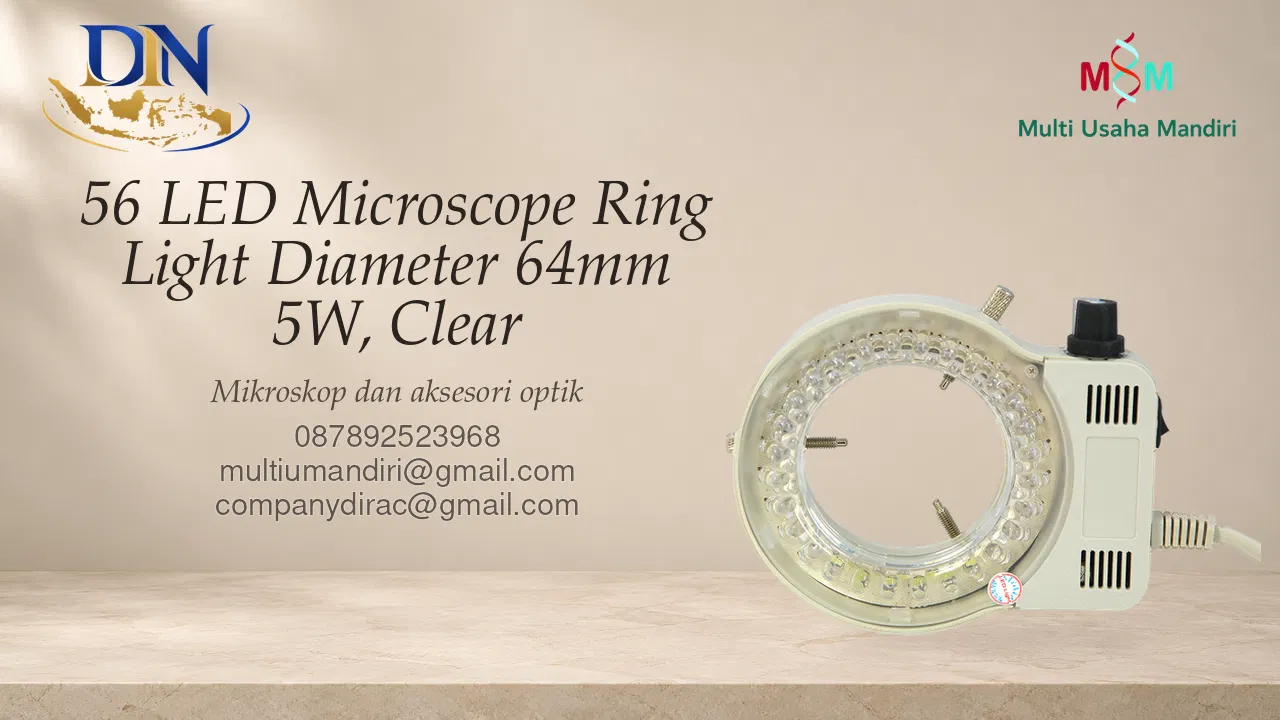 DIN
MSM
Multi Usaha Mandiri
56 LED Microscope Ring
Light Diameter 64mm
5W, Clear
Mikroskop dan aksesori optik
087892523968
multiumandiri@gmail.com
companydirac@gmail.com